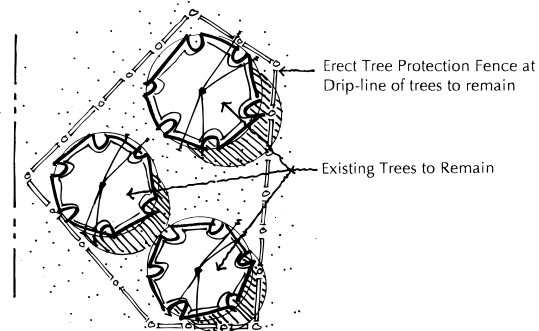 Erect Tree Protection Fence at
Drip-line of trees to remain
Existing Trees to Remain